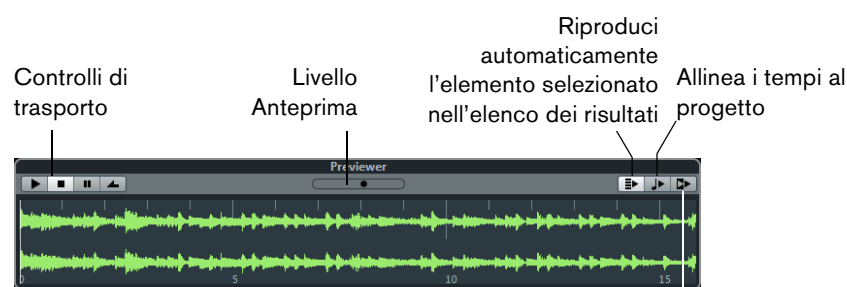 Riproduci
automaticamente
l'elemento selezionato
nell'elenco dei risultati
Controlli di
trasporto
Livello
Anteprima
Allinea i tempi al
progetto
Previewer
0
5
10
15